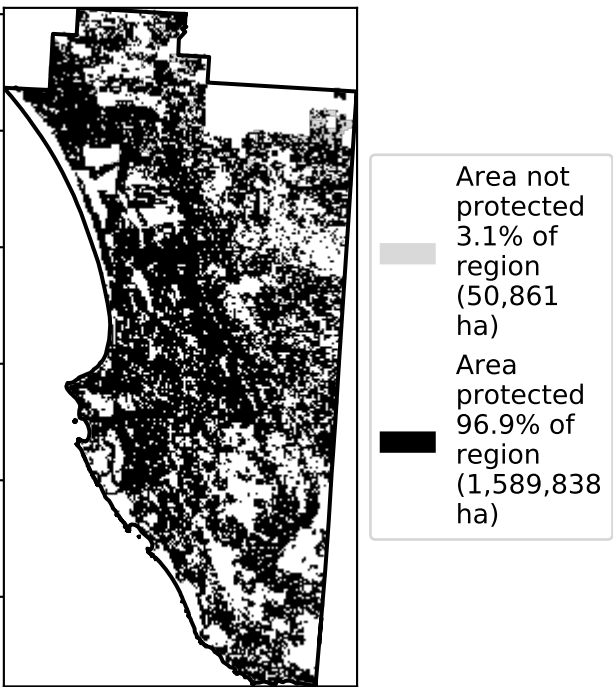 Area not
protected
3.1% of
region
(50,861
ha)
Area
protected
96.9% of
region
(1,589,838
ha)